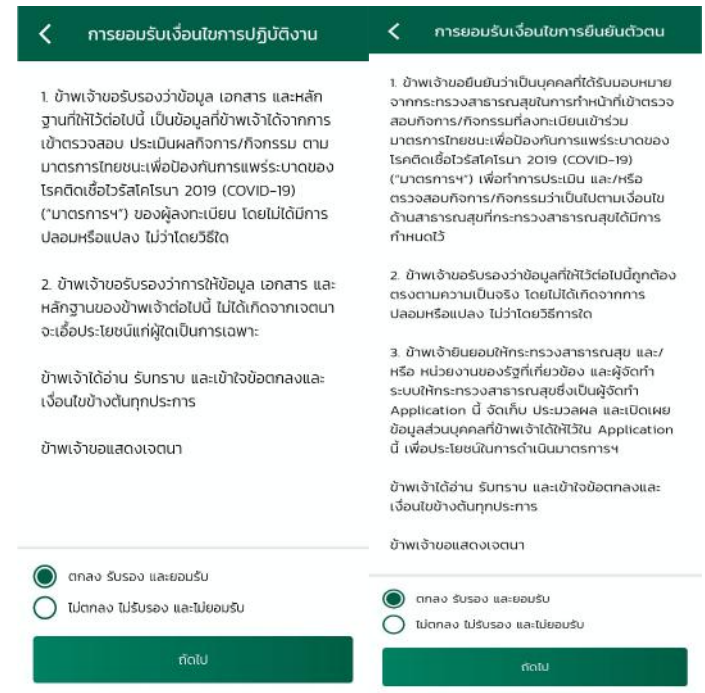 การยอมรับเงื่อนไขการปฏิบัติงาน
1. ข้าพเจ้าขอรับรองว่าข้อมูล เอกสาร และหลัก
ฐานที่ให้ไว้ต่อไปนี้ เป็นข้อมูลที่ข้าพเจ้าได้จากการ
เข้าตรวจสอบ ประเมินผลกิจการ/กิจกรรม ตาม
มาตรการไทยชนะเพื่อป้องกันการแพร่ระบาดของ
โรคติดเชื้อไวรัสโคโรนา 2019 (COVID-19)
("มาตรการฯ") ของผู้ลงทะเบียน โดยไม่ได้มีการ
ปลอมหรือแปลง ไม่ว่าโดยวิธีใด
2. ข้าพเจ้าขอรับรองว่าการให้ข้อมูล เอกสาร และ
หลักฐานของข้าพเจ้าต่อไปนี้ ไม่ได้เกิดจากเจตนา
จะเอื้อประโยชน์แก่ผู้ใดเป็นการเฉพาะ
ข้าพเจ้าได้อ่าน รับทราบ และเข้าใจข้อตกลงและ
เงื่อนไขข้างต้นทุกประการ
ข้าพเจ้าขอแสดงเจตนา
ตกลง รับรอง และยอมรับ
ไม่ตกลง ไม่รับรอง และไม่ยอมรับ
ถัดไป
การยอมรับเงื่อนไขการยืนยันตัวตน
1. ข้าพเจ้าขอยืนยันว่าเป็นบุคคลที่ได้รับมอบหมาย
จากกระทรวงสาธารณสุขในการทำหน้าที่เข้าตรวจ
สอบกิจการ/กิจกรรมที่ลงทะเบียนเข้าร่วม
มาตรการไทยชนะเพื่อป้องกันการแพร่ระบาดของ
โรคติดเชื้อไวรัสโคโรนา 2019 (COVID-19)
("มาตรการฯ") เพื่อทำการประเมิน และ/หรือ
ตรวจสอบกิจการ/กิจกรรมว่าเป็นไปตามเงื่อนไข
ด้านสาธารณสุขที่กระทรวงสาธารณสุขได้มีการ
กำหนดไว้
2. ข้าพเจ้าขอรับรองว่าข้อมูลที่ให้ไว้ต่อไปนี้ถูกต้อง
ตรงตามความเป็นจริง โดยไม่ได้เกิดจากการ
ปลอมหรือแปลง ไม่ว่าโดยวิธีการใด
3. ข้าพเจ้ายินยอมให้กระทรวงสาธารณสุข และ/
หรือ หน่วยงานของรัฐที่เกี่ยวข้อง และผู้จัดทำ
ระบบให้กระทรวงสาธารณสุขซึ่งเป็นผู้จัดทำ
Application นี้ จัดเก็บ ประมวลผล และเปิดเผย
ข้อมูลส่วนบุคคลที่ข้าพเจ้าได้ให้ไว้ใน Application
นี้ เพื่อประโยชน์ในการดำเนินมาตรการฯ
ข้าพเจ้าได้อ่าน รับทราบ และเข้าใจข้อตกลงและ
เงื่อนไขข้างต้นทุกประการ
ข้าพเจ้าขอแสดงเจตนา
ตกลง รับรอง และยอมรับ
ไม่ตกลง ไม่รับรอง และไม่ยอมรับ
ถัดไป